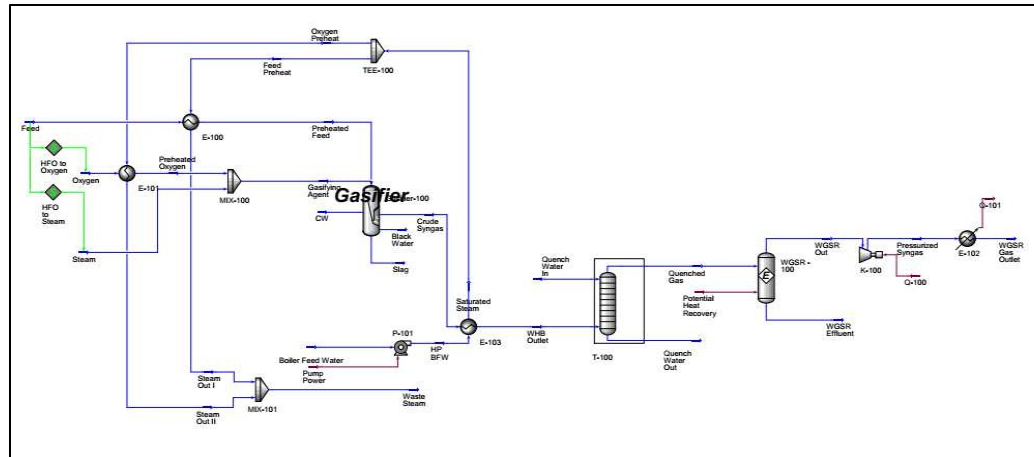 Oxygen
Preheat
Feed
Preheat
TEE-100
Feed
E-100
Preheated
Feed
HFO to
Oxygen
Oxygen
Preheated
Oxygen
E-101
MIX-100
Gasifying
Agent
Gasifier
CW
Crude
Syngas
Black
Water
Slag
HFO
to
Steam
Steam
Quench
Water
In
Quenched
Gas
Potential
Heat
Recovery
WGSR -
100
WGSR
Out
K-100
Pressurized
Syngas
Q-101
E-102
WGSR
Gas
Outlet
Q-100
WGSR
Effluent
Saturated
Steam
E-103
WHB
Outlet
T-100
Quench
Water
Out
P-101
HP
BFW
Boiler Feed Water
Pump
Power
Steam
Out I
MIX-101
Steam
Out II
Waste
Steam